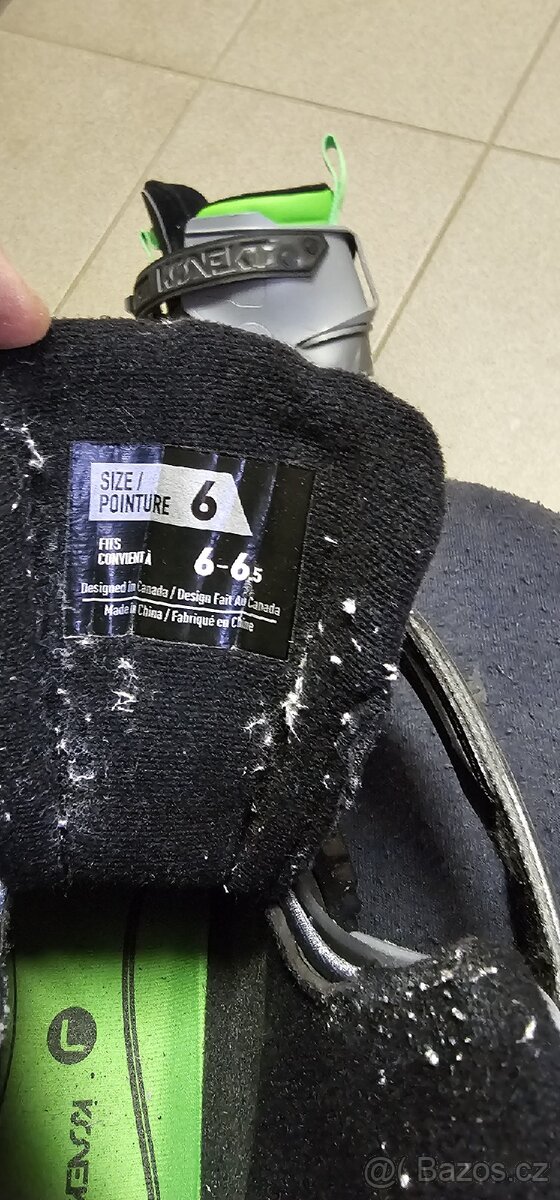 SIZE /
POINTURE 6
FITS
CONVIENT À 6-6.5
Designed in Canada / Design Fait Au Canada
Made in China / Fabriqué en Chine
L
@( Bazos.cz